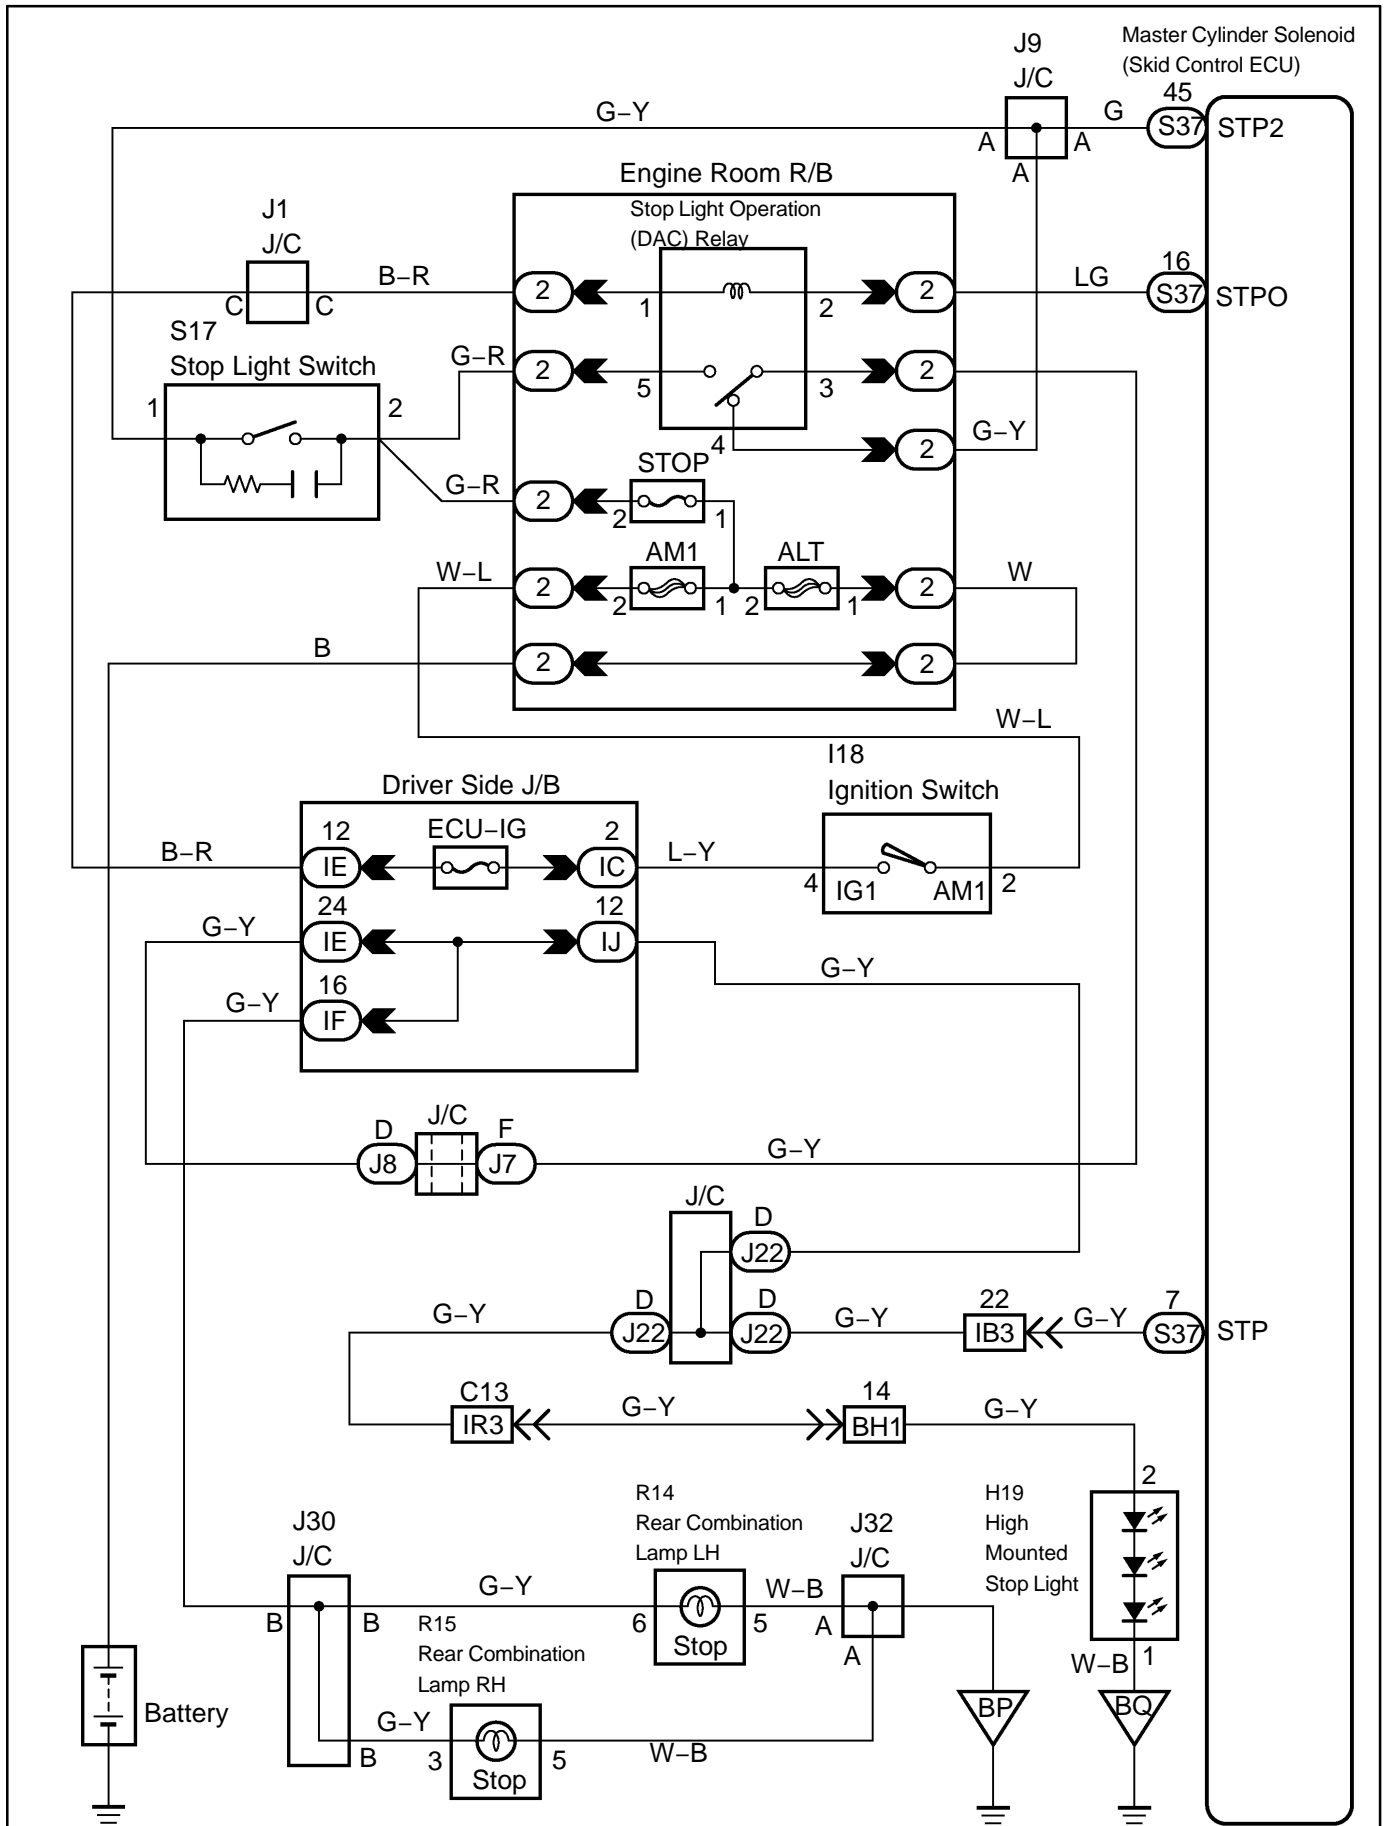 Master Cylinder Solenoid
(Skid Control ECU)
J9
J/C
45
G–Y
G
S37
STP2
A
A
A
Engine Room R/B
Stop Light Operation
(DAC) Relay
J1
J/C
B–R
C
C
2
1
2
2
LG
16
S37
STPO
S17
Stop Light Switch
G–R
2
5
3
2
1
2
4
2
G–Y
STOP
G–R
2
2
1
AM1
ALT
W–L
2
2
1
2
1
2
W
B
2
2
W–L
I18
Ignition Switch
Driver Side J/B
12
ECU–IG
2
B–R
IE
IC
L–Y
4
IG1
AM1
2
24
12
G–Y
IE
IJ
G–Y
16
G–Y
IF
D
J/C
F
J8
J7
G–Y
J/C
D
J22
G–Y
D
D
22
7
J22
J22
G–Y
IB3
G–Y
S37
STP
C13
14
IR3
G–Y
BH1
G–Y
2
R14
Rear Combination
Lamp LH
H19
High
Mounted
Stop Light
J30
J/C
J32
J/C
G–Y
W–B
B
B
6
5
A
Stop
A
R15
Rear Combination
Lamp RH
W–B
1
Battery
G–Y
B
3
5
W–B
Stop
BP
BQ